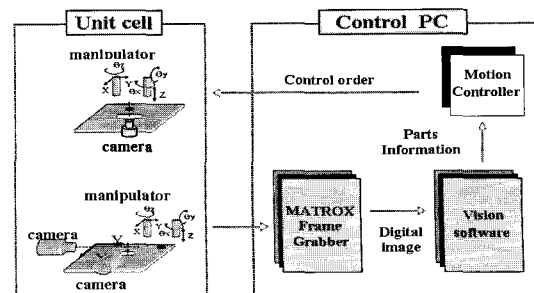 Unit cell
manipulator
θz
θy
X Y θx Z
camera
manipulator
θz
θy
X Y θx Z
camera
Y
camera
Control PC
Control order
Motion
Controller
Parts
Information
MATROX
Frame
Grabber
Digital
image
Vision
software